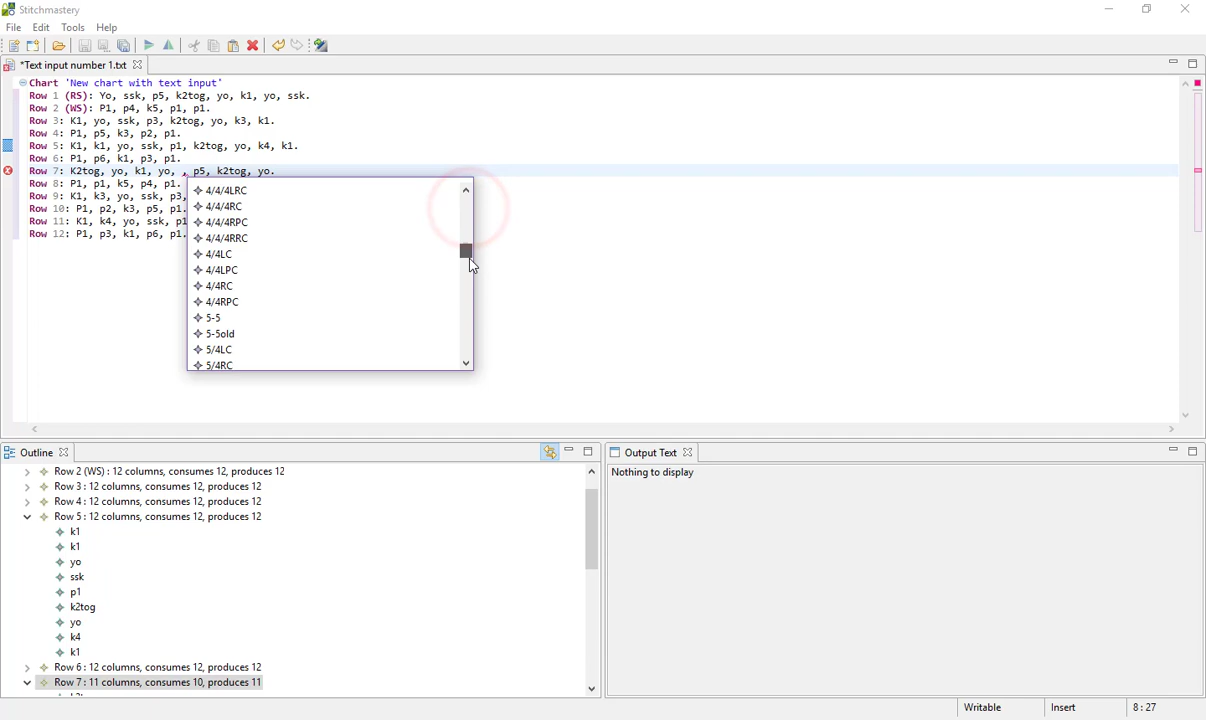 Stitchmastery
File Edit Tools Help
*Text input number 1.txt
Chart 'New chart with text input'
Row 1 (RS): Yo, ssk, p5, k2tog, yo, k1, yo, ssk.
Row 2 (WS): P1, p4, k5, p1, p1.
Row 3: K1, yo, ssk, p3, k2tog, yo, k3, k1.
Row 4: P1, p5, k3, p2, p1.
Row 5: K1, k1, yo, ssk, p1, k2tog, yo, k4, k1.
Row 6: P1, p6, k1, p3, p1.
Row 7: K2tog, yo, k1, yo, , p5, k2tog, yo.
Row 8: P1, p1, k5, p4, p1.
Row 9: K1, k3, yo, ssk, p3,
Row 10: P1, p2, k3, p5, p1.
Row 11: K1, k4, yo, ssk, p1
Row 12: P1, p3, k1, p6, p1.
4/4/4LRC
4/4/4RC
4/4/4RPC
4/4/4RRC
4/4LC
4/4LPC
4/4RC
4/4RPC
5-5
5-5old
5/4LC
5/4RC
Outline
Row 2 (WS) : 12 columns, consumes 12, produces 12
Row 3 : 12 columns, consumes 12, produces 12
Row 4 : 12 columns, consumes 12, produces 12
Row 5 : 12 columns, consumes 12, produces 12
k1
k1
yo
ssk
p1
k2tog
yo
k4
k1
Row 6 : 12 columns, consumes 12, produces 12
Row 7 : 11 columns, consumes 10, produces 11
Output Text
Nothing to display
Writable Insert 8 : 27